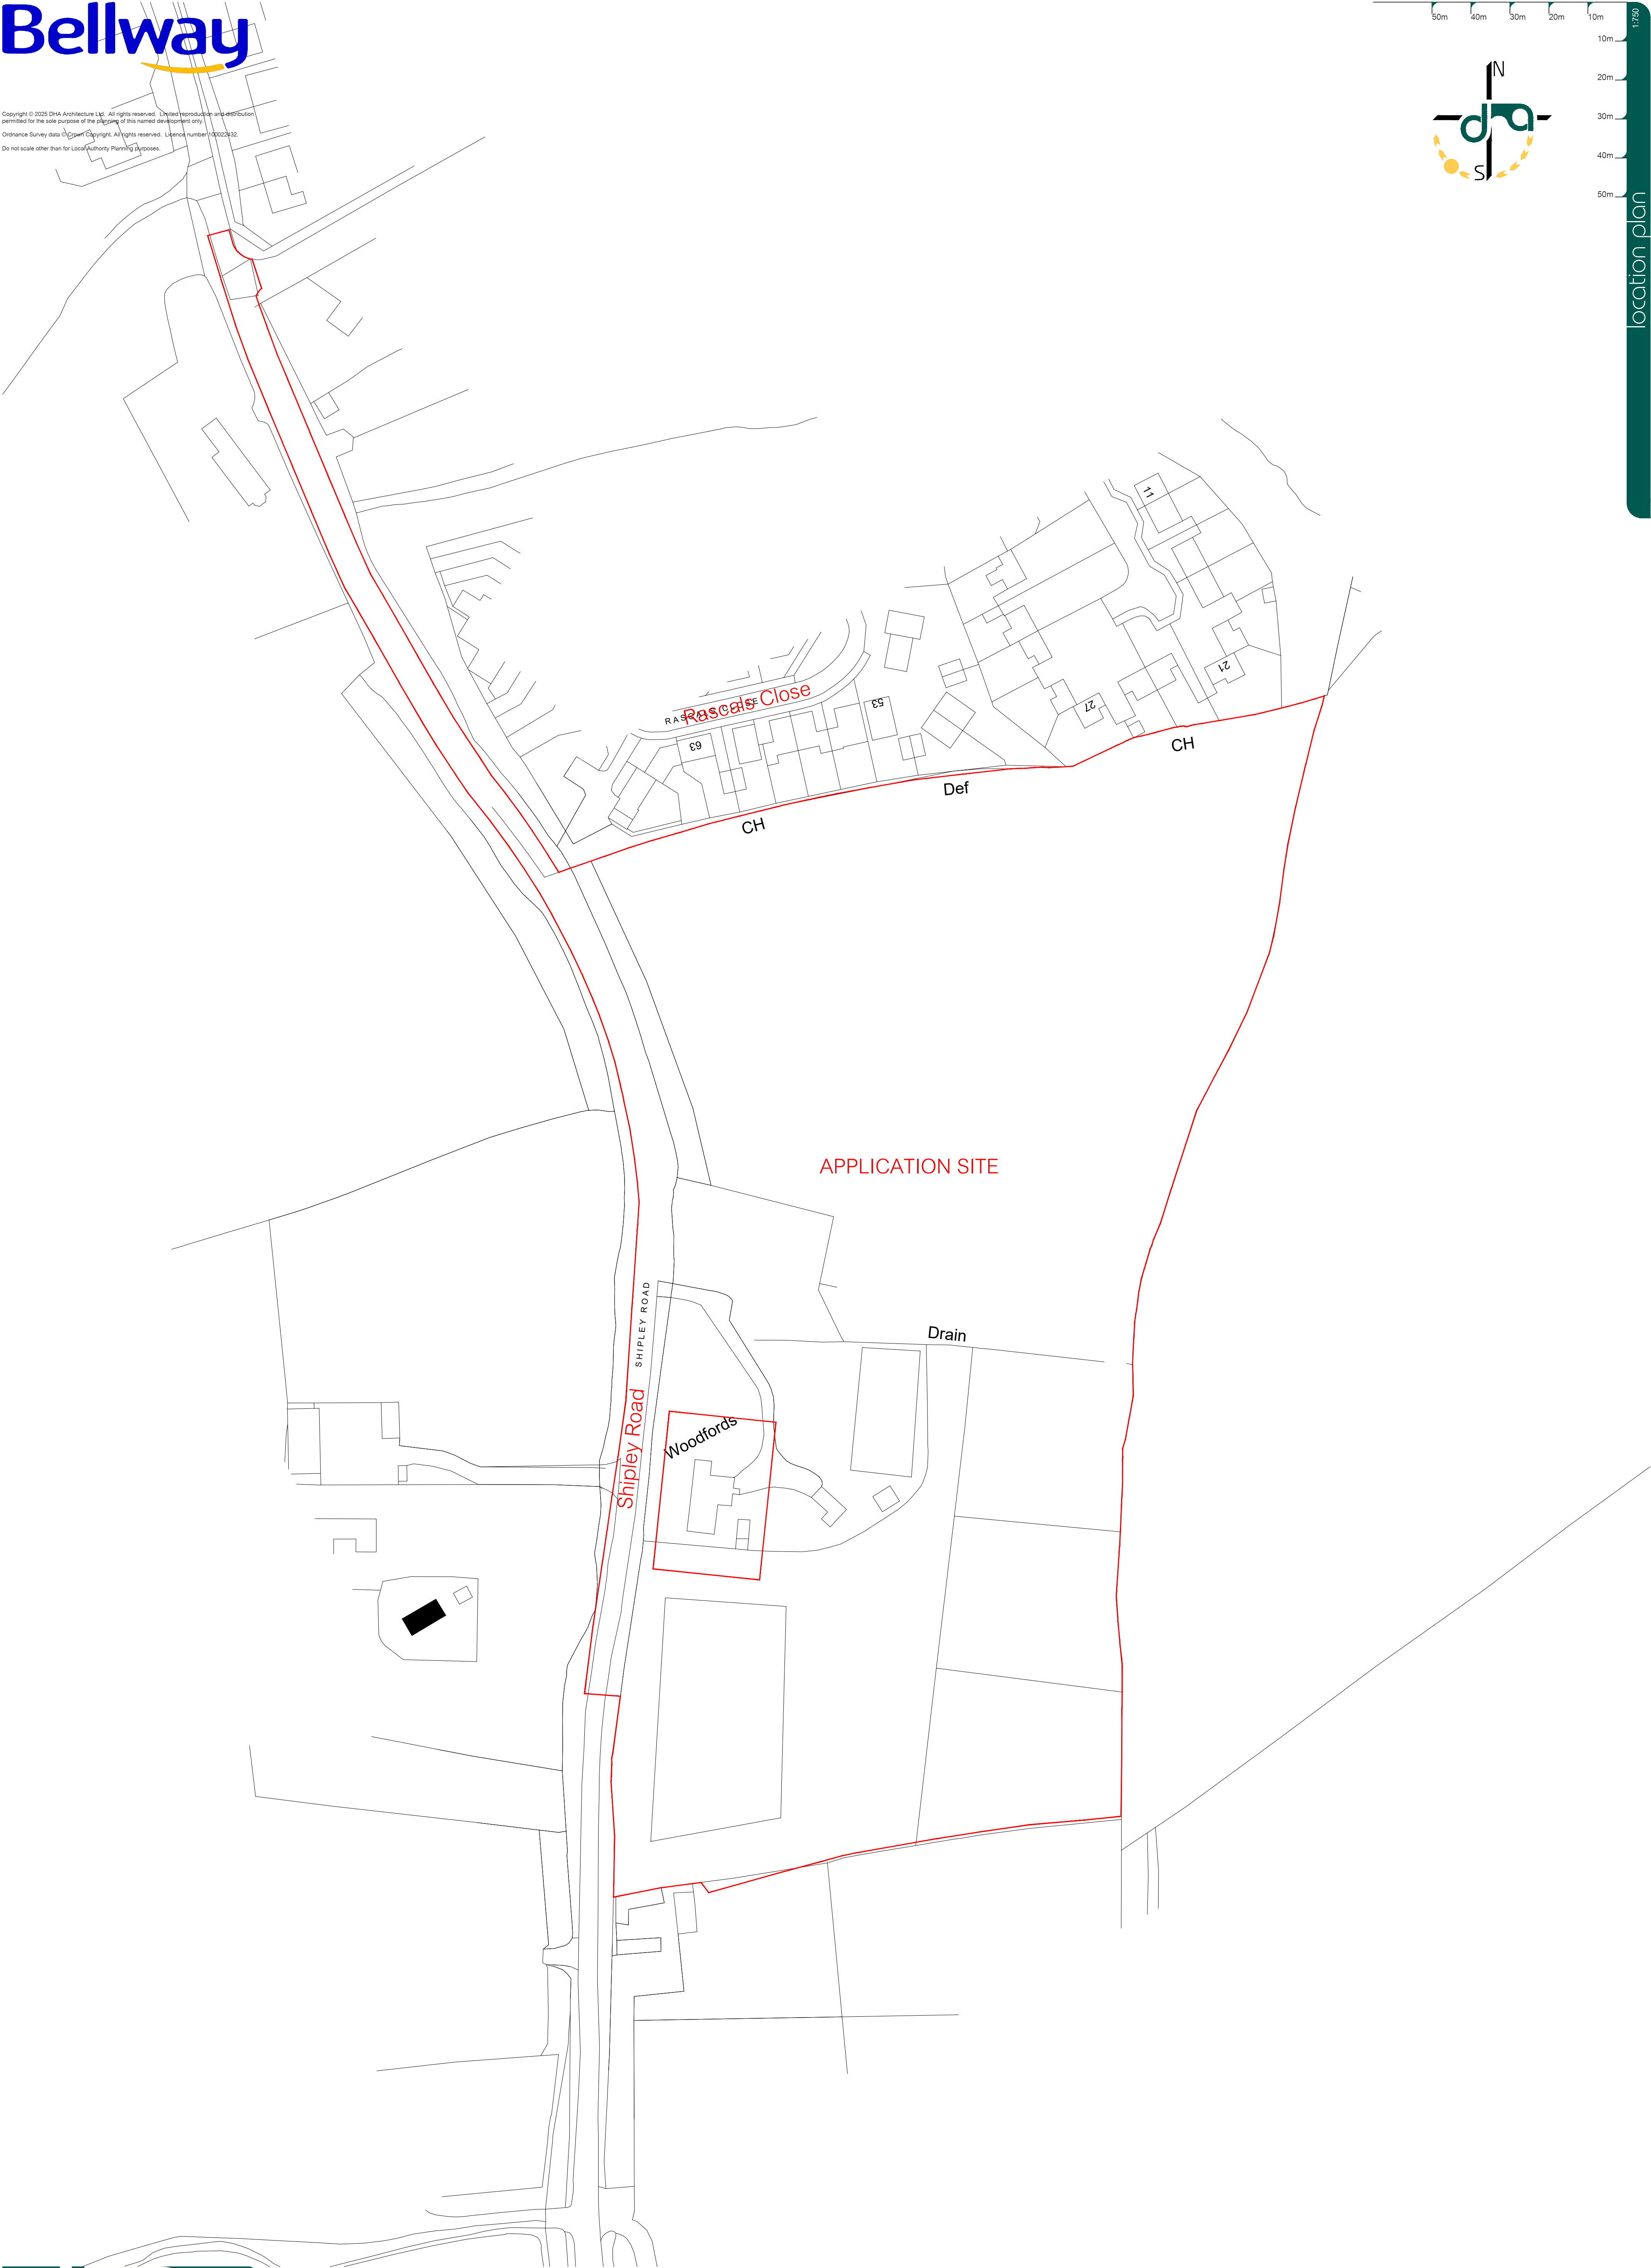 Bellway
50m 40m 30m 20m 10m
1:750
10m
20m
30m
40m
50m
N
dha
S
location plan
Copyright © 2025 DHA Architecture Ltd. All rights reserved. Limited reproduction and distribution
permitted for the sole purpose of the planning of this named development only.
Ordnance Survey data © Crown Copyright. All rights reserved. Licence number 100022432.
Do not scale other than for Local Authority Planning purposes.
11
21
27
53
63
RASCALS CLOSE
Rascals Close
CH
Def
CH
APPLICATION SITE
SHIPLEY ROAD
Shipley Road
Drain
Woodfords